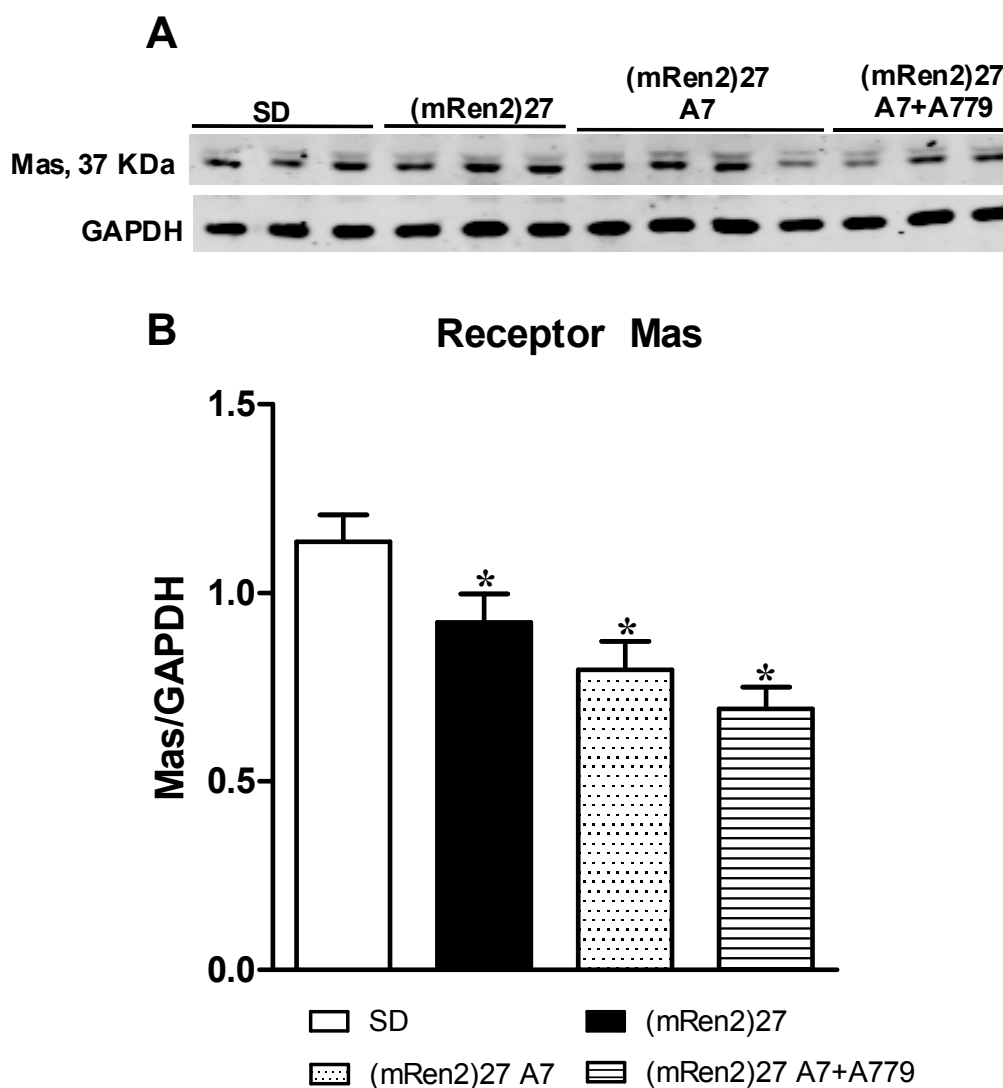 A
SD
(mRen2)27
(mRen2)27
A7
(mRen2)27
A7+A779
Mas, 37 KDa
GAPDH
B
Receptor Mas
Mas/GAPDH
1.5
1.0
0.5
0.0
*
*
*
SD
(mRen2)27
(mRen2)27 A7
(mRen2)27 A7+A779